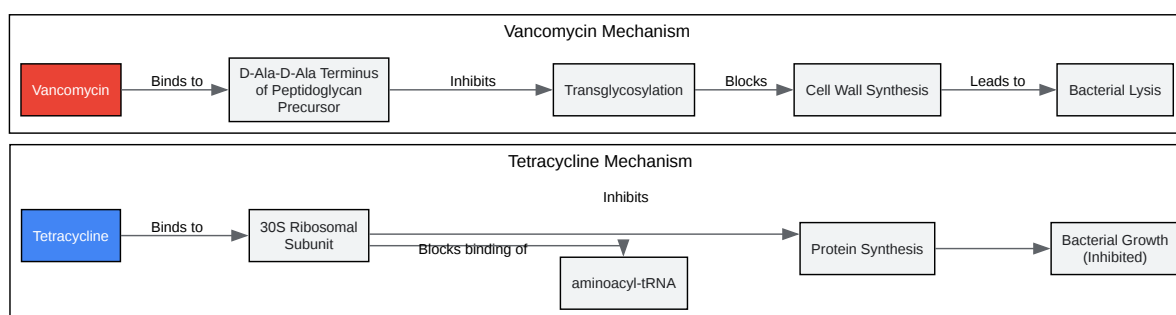 Vancomycin Mechanism
Vancomycin
Binds to
D-Ala-D-Ala Terminus
of Peptidoglycan
Precursor
Inhibits
Transglycosylation
Blocks
Cell Wall Synthesis
Leads to
Bacterial Lysis
Tetracycline Mechanism
Tetracycline
Binds to
30S Ribosomal
Subunit
Inhibits
Blocks binding of
aminoacyl-tRNA
Protein Synthesis
Bacterial Growth
(Inhibited)